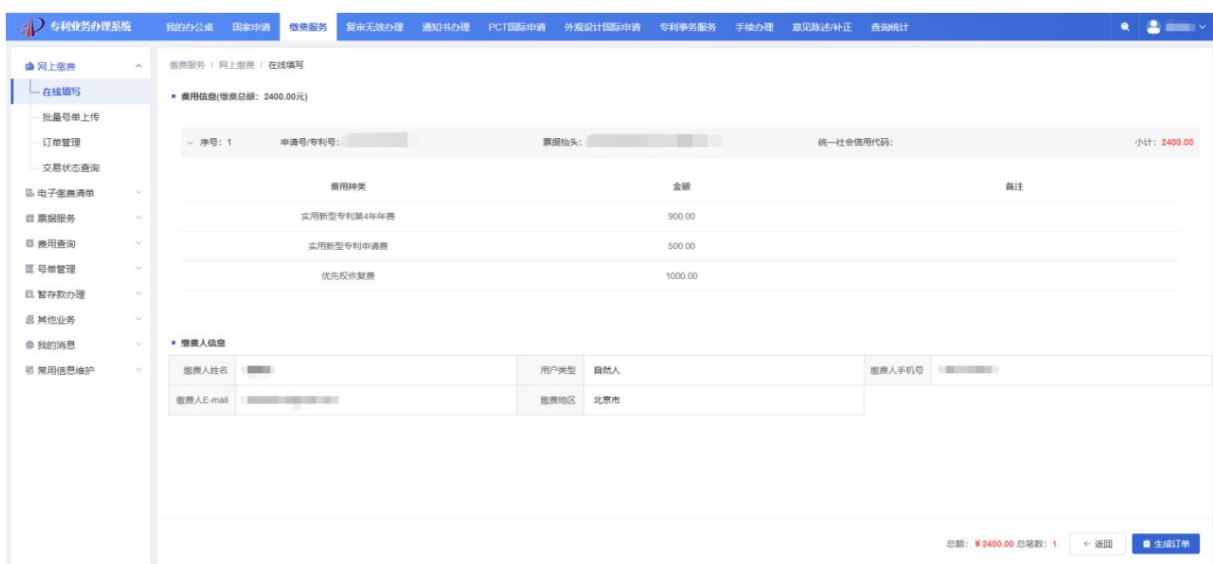 专利业务办理系统 我的办公桌 国家申请 缴费服务 复审无效办理 通知书办理 PCT国际申请 外观设计国际申请 专利事务服务 手续办理 意见陈述/补正 查询统计
网上缴费
在线填写
批量号单上传
订单管理
交易状态查询
电子缴费清单
票据服务
费用查询
号单管理
暂存款办理
其他业务
我的消息
常用信息维护
缴费服务 / 网上缴费 / 在线填写
费用信息(缴费总额: 2400.00元)
序号: 1 申请号/专利号: 票据抬头: 统一社会信用代码: 小计: 2400.00
费用种类 金额 备注
实用新型专利第4年年费 900.00
实用新型专利申请费 500.00
优先权恢复费 1000.00
缴费人信息
缴费人姓名 用户类型 自然人 缴费人手机号
缴费人E-mail 缴费地区 北京市
总额: ¥2400.00 总笔数: 1 ← 返回 生成订单